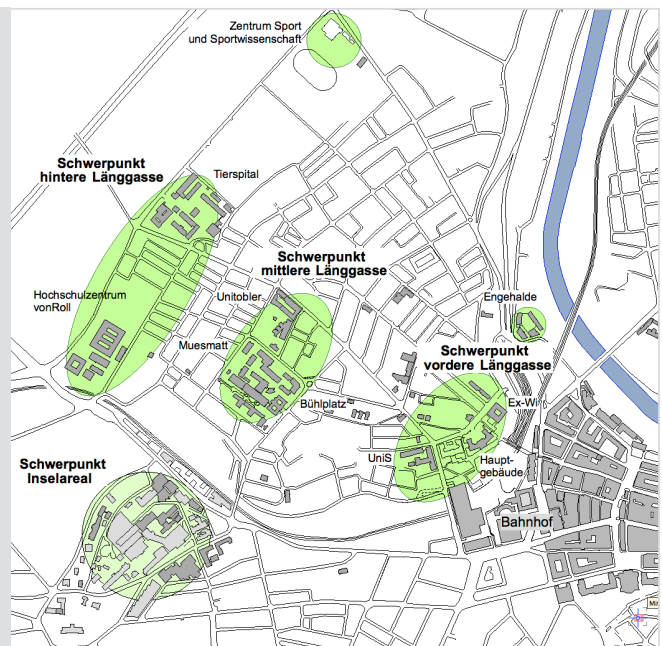 Zentrum Sport
und Sportwissenschaft
Schwerpunkt
hintere Länggasse
Tierspital
Schwerpunkt
mittlere Länggasse
Hochschulzentrum
vonRoll
Unitobler
Engehalde
Muesmatt
Schwerpunkt
vordere Länggasse
Bühlplatz
Ex-Wi
UniS
Haupt-
gebäude
Schwerpunkt
Inselareal
Bahnhof